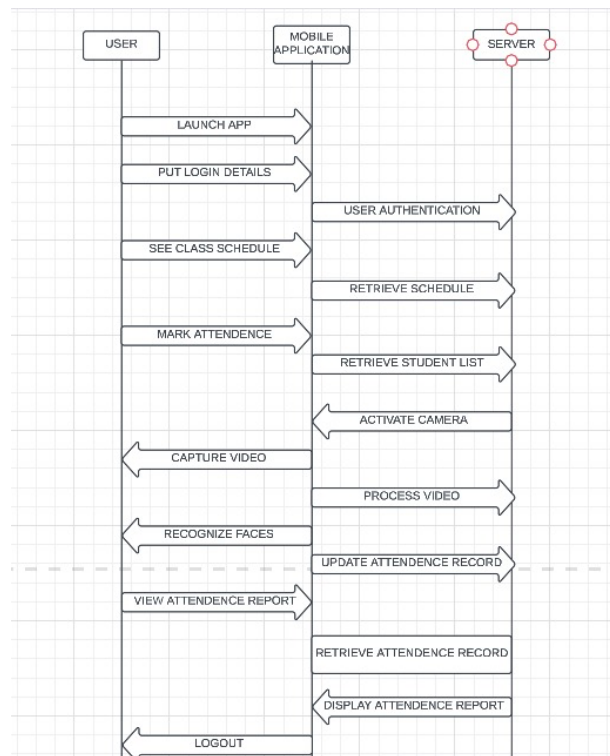 USER
MOBILE
APPLICATION
SERVER
LAUNCH APP
PUT LOGIN DETAILS
USER AUTHENTICATION
SEE CLASS SCHEDULE
RETRIEVE SCHEDULE
MARK ATTENDENCE
RETRIEVE STUDENT LIST
ACTIVATE CAMERA
CAPTURE VIDEO
PROCESS VIDEO
RECOGNIZE FACES
UPDATE ATTENDENCE RECORD
VIEW ATTENDENCE REPORT
RETRIEVE ATTENDENCE RECORD
DISPLAY ATTENDENCE REPORT
LOGOUT